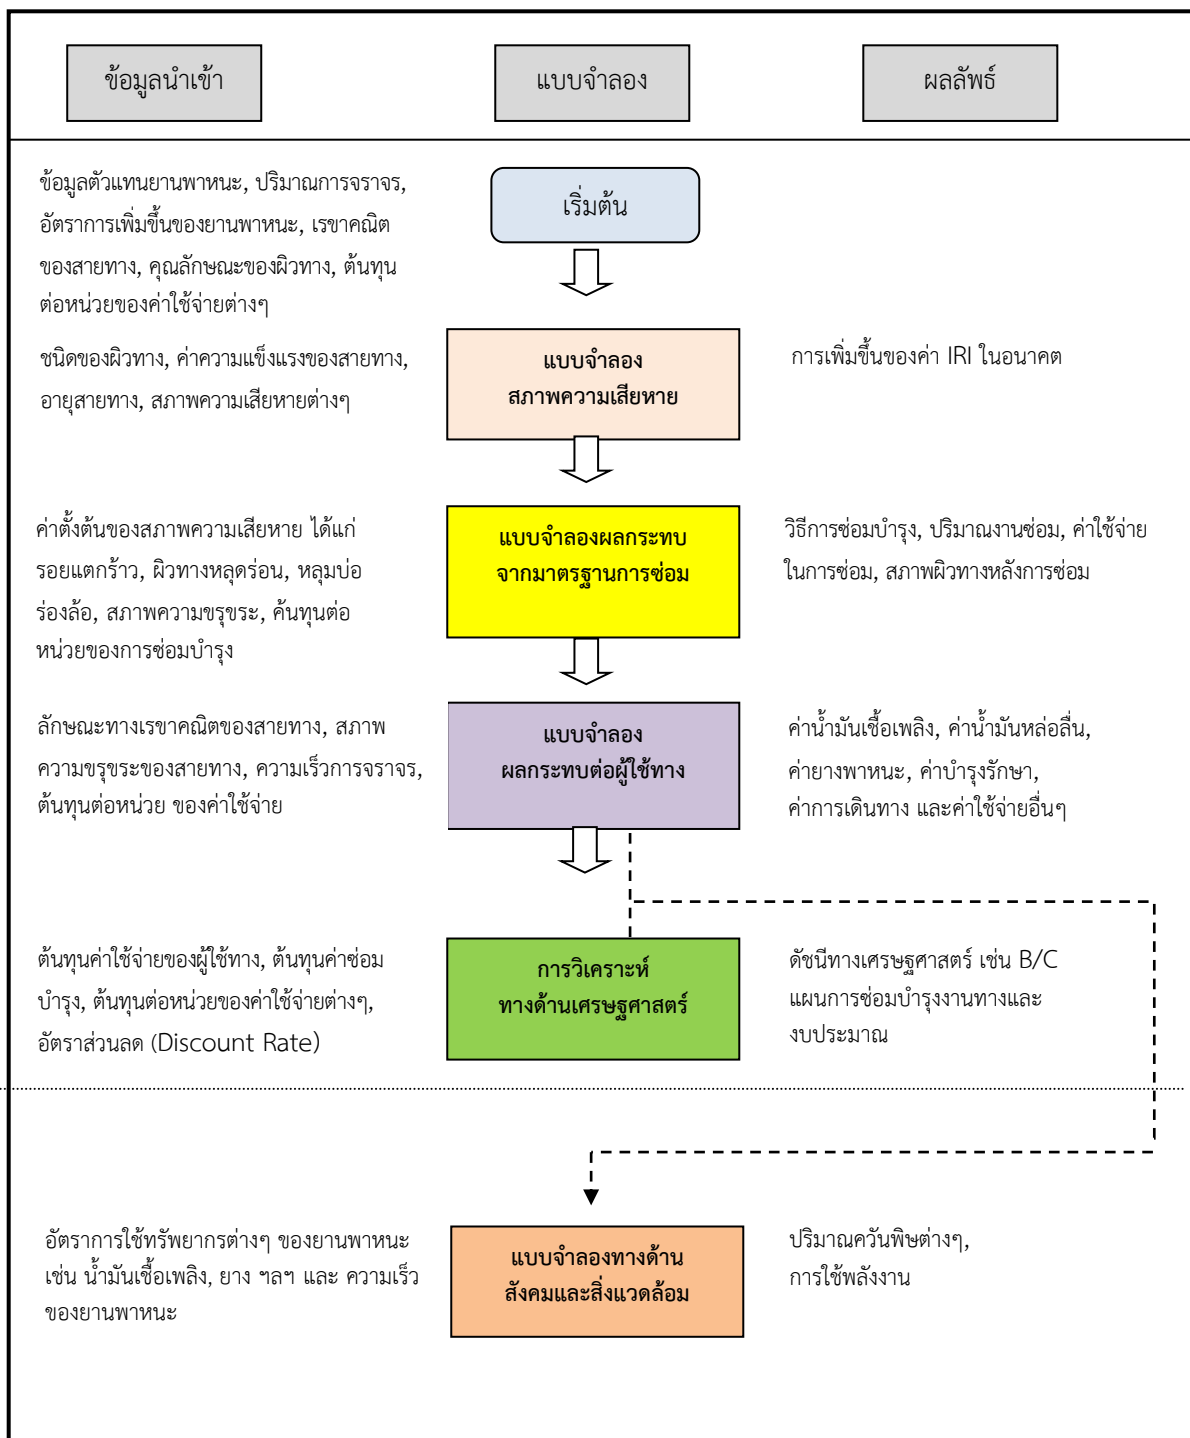 ข้อมูลนำเข้า
แบบจำลอง
ผลลัพธ์
ข้อมูลตัวแทนยานพาหนะ, ปริมาณการจราจร,
อัตราการเพิ่มขึ้นของยานพาหนะ, เรขาคณิต
ของสายทาง, คุณลักษณะของผิวทาง, ต้นทุน
ต่อหน่วยของค่าใช้จ่ายต่างๆ
เริ่มต้น
ชนิดของผิวทาง, ค่าความแข็งแรงของสายทาง,
อายุสายทาง, สภาพความเสียหายต่างๆ
แบบจำลอง
สภาพความเสียหาย
การเพิ่มขึ้นของค่า IRI ในอนาคต
ค่าตั้งต้นของสภาพความเสียหาย ได้แก่
รอยแตกร้าว, ผิวทางหลุดร่อน, หลุมบ่อ
ร่องล้อ, สภาพความขรุขระ, ค้นทุนต่อ
หน่วยของการซ่อมบำรุง
แบบจำลองผลกระทบ
จากมาตรฐานการซ่อม
วิธีการซ่อมบำรุง, ปริมาณงานซ่อม, ค่าใช้จ่าย
ในการซ่อม, สภาพผิวทางหลังการซ่อม
ลักษณะทางเรขาคณิตของสายทาง, สภาพ
ความขรุขระของสายทาง, ความเร็วการจราจร,
ต้นทุนต่อหน่วย ของค่าใช้จ่าย
แบบจำลอง
ผลกระทบต่อผู้ใช้ทาง
ค่าน้ำมันเชื้อเพลิง, ค่าน้ำมันหล่อลื่น,
ค่ายางพาหนะ, ค่าบำรุงรักษา,
ค่าการเดินทาง และค่าใช้จ่ายอื่นๆ
ต้นทุนค่าใช้จ่ายของผู้ใช้ทาง, ต้นทุนค่าซ่อม
บำรุง, ต้นทุนต่อหน่วยของค่าใช้จ่ายต่างๆ,
อัตราส่วนลด (Discount Rate)
การวิเคราะห์
ทางด้านเศรษฐศาสตร์
ดัชนีทางเศรษฐศาสตร์ เช่น B/C
แผนการซ่อมบำรุงงานทางและ
งบประมาณ
อัตราการใช้ทรัพยากรต่างๆ ของยานพาหนะ
เช่น น้ำมันเชื้อเพลิง, ยาง ฯลฯ และ ความเร็ว
ของยานพาหนะ
แบบจำลองทางด้าน
สังคมและสิ่งแวดล้อม
ปริมาณควันพิษต่างๆ,
การใช้พลังงาน